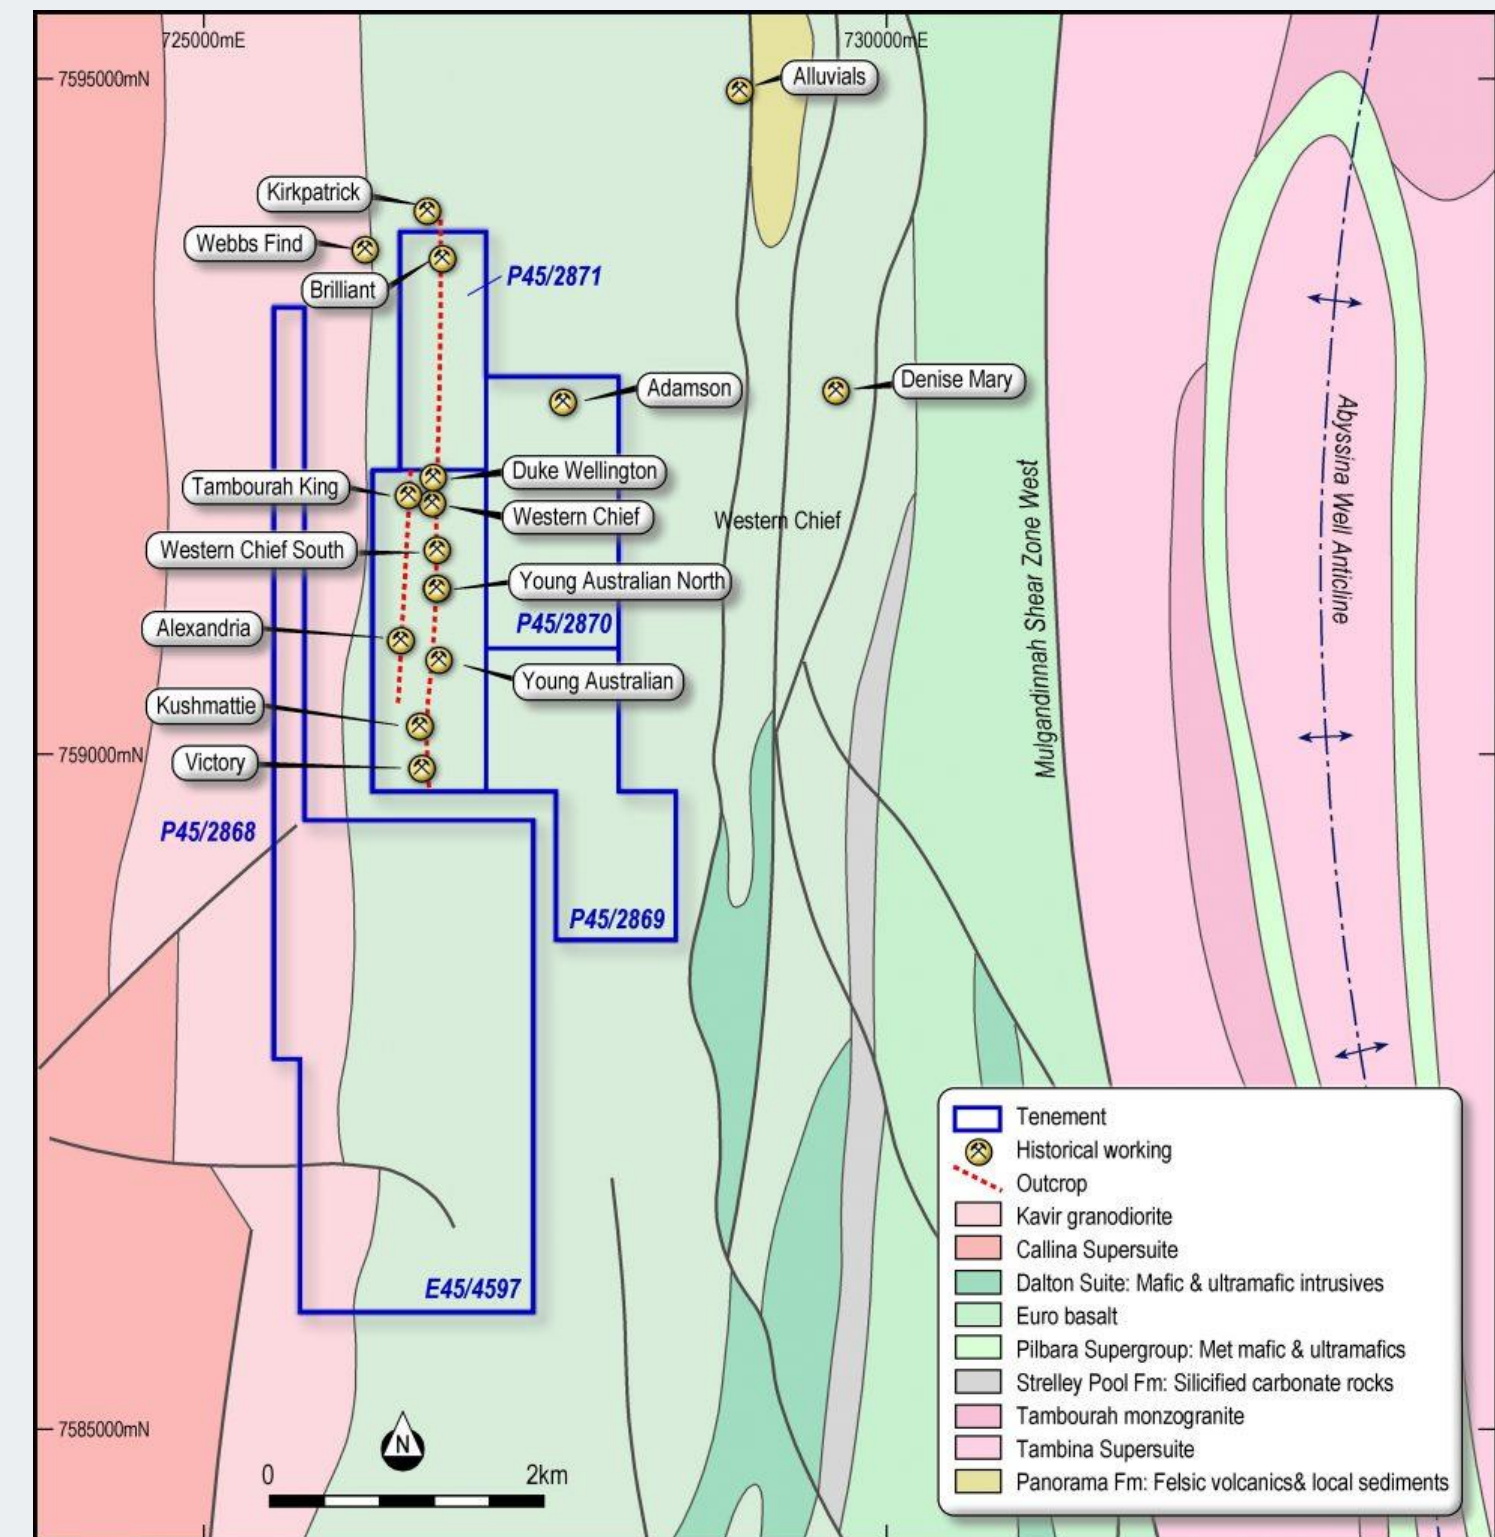 725000mE
730000mE
7595000mN
Alluvials
Kirkpatrick
Webbs Find
Brilliant
P45/2871
Adamson
Denise Mary
Abyssina Well Anticline
Mulgandinnah Shear Zone West
Duke Wellington
Tambourah King
Western Chief
Western Chief
Western Chief South
Young Australian North
P45/2870
Alexandria
Young Australian
Kushmattie
759000mN
Victory
P45/2868
P45/2869
E45/4597
7585000mN
N
0 2km
Tenement
Historical working
Outcrop
Kavir granodiorite
Callina Supersuite
Dalton Suite: Mafic & ultramafic intrusives
Euro basalt
Pilbara Supergroup: Met mafic & ultramafics
Strelley Pool Fm: Silicified carbonate rocks
Tambourah monzogranite
Tambina Supersuite
Panorama Fm: Felsic volcanics& local sediments